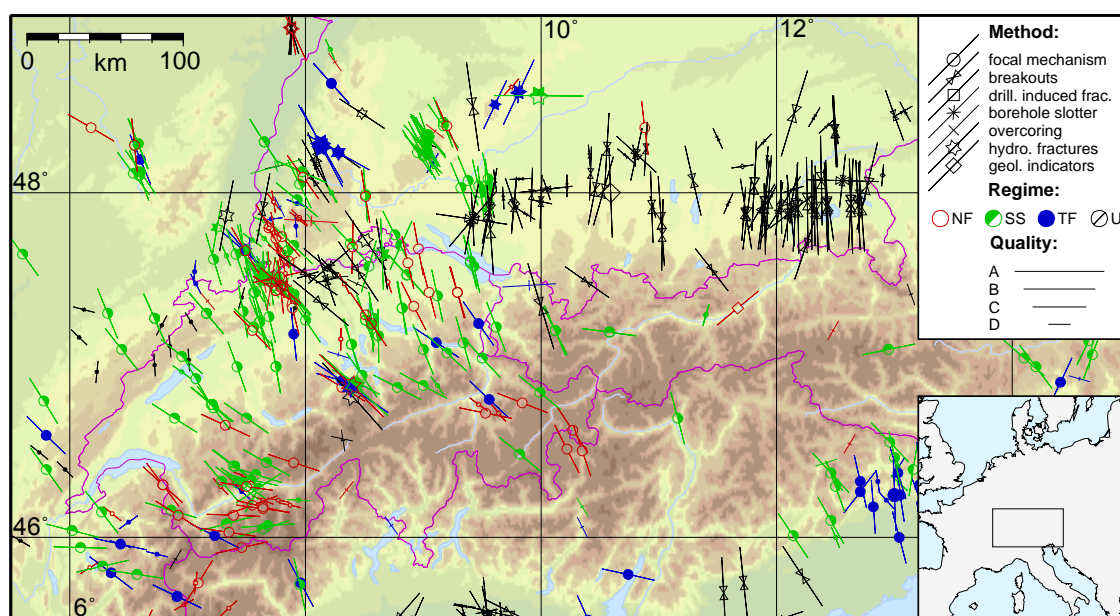 10
12
0
100
km
48
46
6°
Method:
focal mechanism
breakouts
drill. induced frac.
borehole slotter
overcoring
hydro. fractures
geol. indicators
Regime:
NF SS TF U
Quality:
A
B
C
D